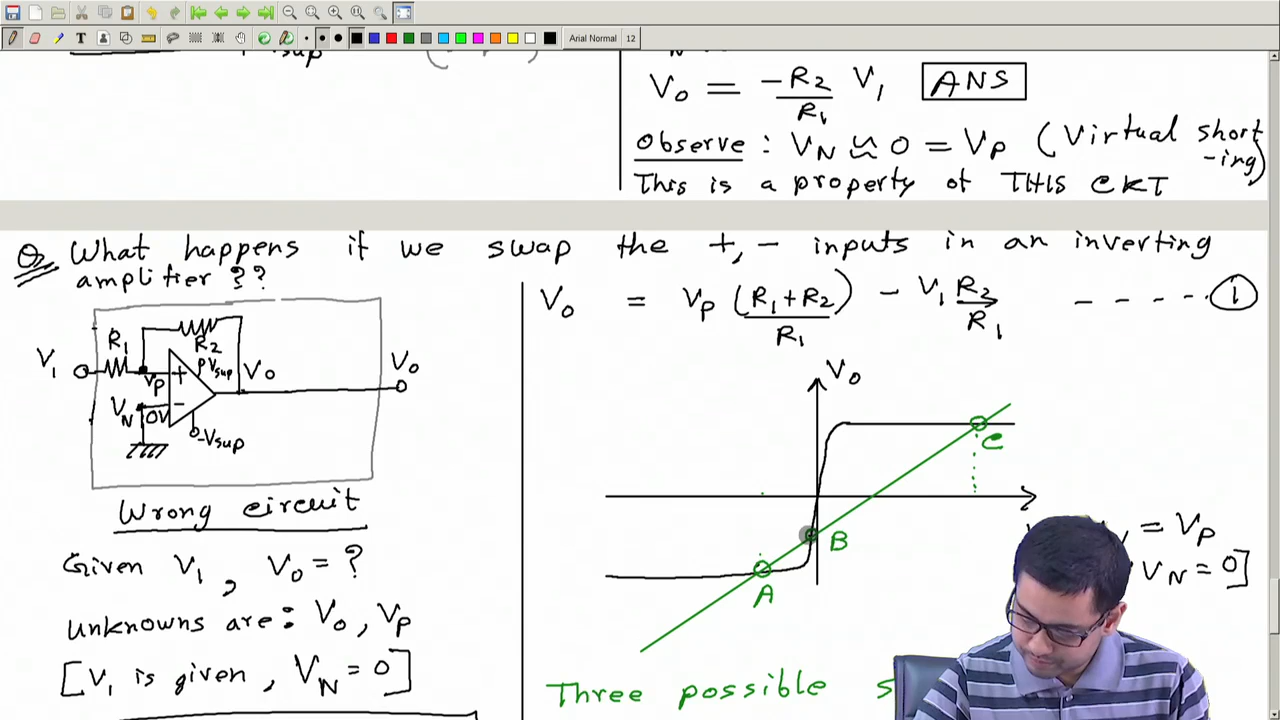 Arial Normal 12
sup
V₀ = -R₂/R₁ V₁ ANS
Observe : V_N ≈ 0 = V_P (Virtual short
-ing)
This is a property of THIS CKT
Q. What happens if we swap the +, - inputs in an inverting
amplifier ??
V₀ = V_P (R₁+R₂)/R₁ - V₁ R₂/R₁ - - - - - ①
R₁
R₂
V₁
V_P
+
PV_sup
V₀
V₀
V_N
0V
-
-V_sup
Wrong circuit
Given V₁, V₀ = ?
unknowns are: V₀, V_P
[V₁ is given, V_N = 0]
V₀
C
B
A
= V_P
V_N = 0]
Three possible